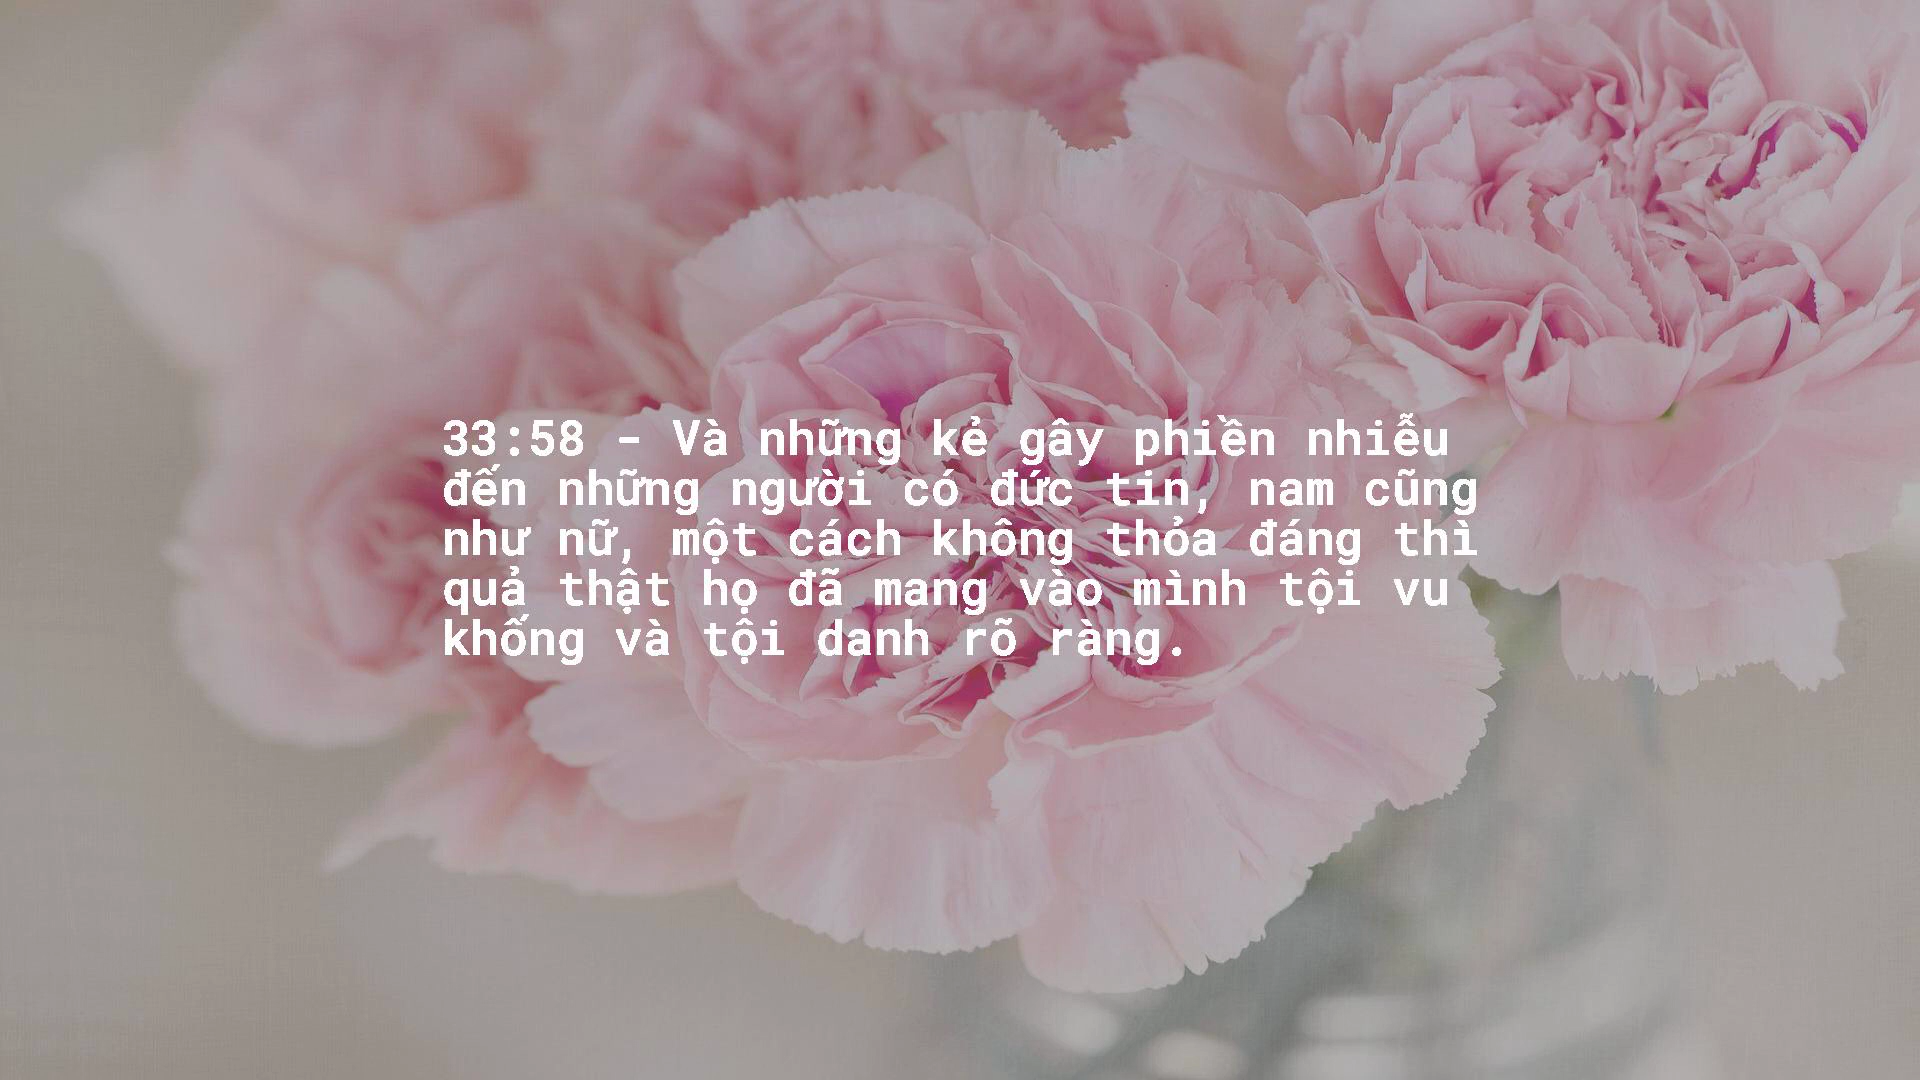 33:58 - Và những kẻ gây phiền nhiễu
đến những người có đức tin, nam cũng
như nữ, một cách không thỏa đáng thì
quả thật họ đã mang vào mình tội vu
khống và tội danh rõ ràng.